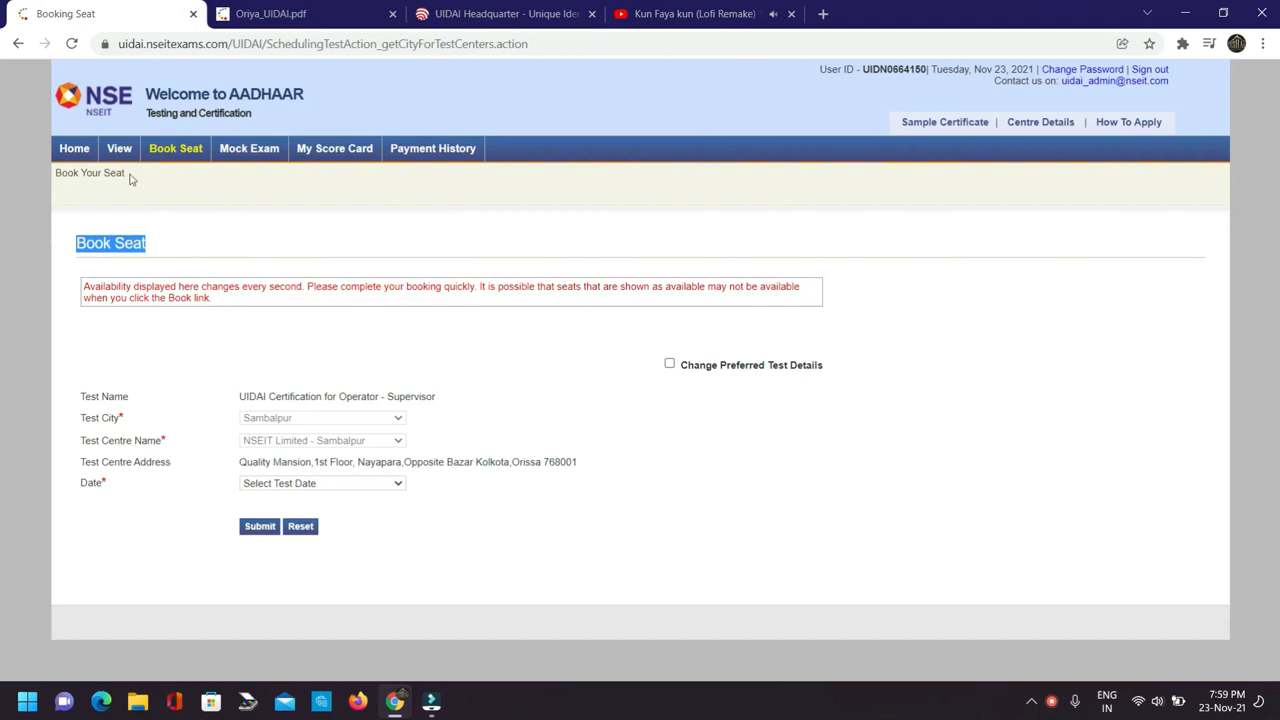 Booking Seat
Oriya_UIDAI.pdf
UIDAI Headquarter - Unique Ide
Kun Faya kun (Lofi Remake)
uidai.nseitexams.com/UIDAI/SchedulingTestAction_getCityForTestCenters.action
User ID - UIDN0664150| Tuesday, Nov 23, 2021 | Change Password | Sign out
Contact us on: uidai_admin@nseit.com
NSE
NSEIT
Welcome to AADHAAR
Testing and Certification
Sample Certificate | Centre Details | How To Apply
Home View Book Seat Mock Exam My Score Card Payment History
Book Your Seat
Book Seat
Availability displayed here changes every second. Please complete your booking quickly. It is possible that seats that are shown as available may not be available
when you click the Book link.
Change Preferred Test Details
Test Name UIDAI Certification for Operator - Supervisor
Test City* Sambalpur
Test Centre Name* NSEIT Limited - Sambalpur
Test Centre Address Quality Mansion,1st Floor, Nayapara,Opposite Bazar Kolkota,Orissa 768001
Date* Select Test Date
Submit Reset
ENG
IN
7:59 PM
23-Nov-21